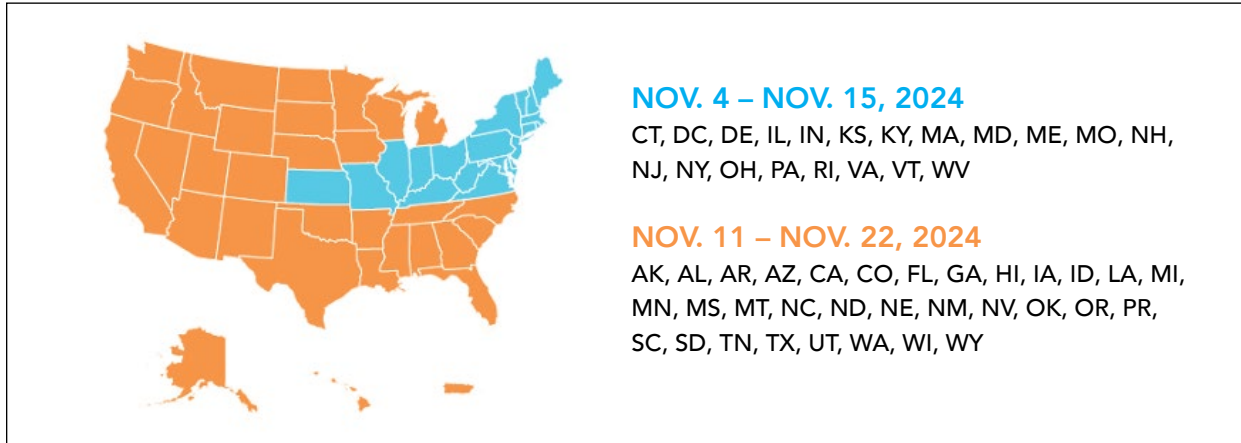 NOV. 4 – NOV. 15, 2024
CT, DC, DE, IL, IN, KS, KY, MA, MD, ME, MO, NH,
NJ, NY, OH, PA, RI, VA, VT, WV
NOV. 11 – NOV. 22, 2024
AK, AL, AR, AZ, CA, CO, FL, GA, HI, IA, ID, LA, MI,
MN, MS, MT, NC, ND, NE, NM, NV, OK, OR, PR,
SC, SD, TN, TX, UT, WA, WI, WY